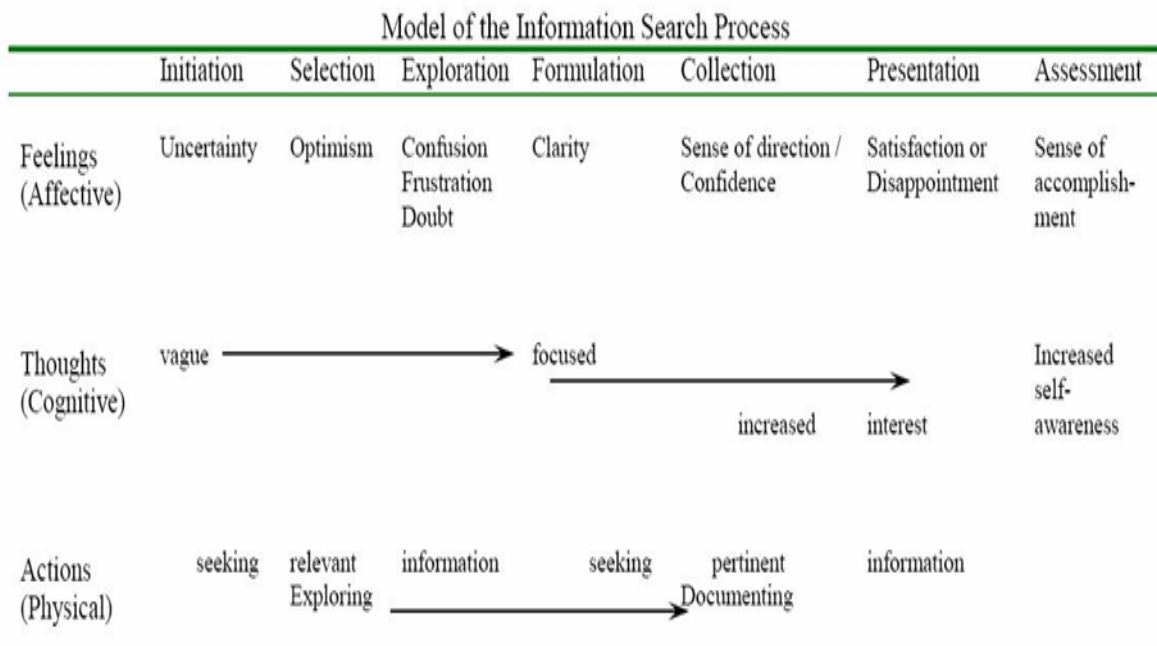 Model of the Information Search Process
Initiation Selection Exploration Formulation Collection Presentation Assessment
Feelings
(Affective)
Uncertainty
Optimism
Confusion
Frustration
Doubt
Clarity
Sense of direction /
Confidence
Satisfaction or
Disappointment
Sense of
accomplish-
ment
Thoughts
(Cognitive)
vague
focused
increased interest
Increased
self-
awareness
Actions
(Physical)
seeking relevant information seeking pertinent information
Exploring Documenting